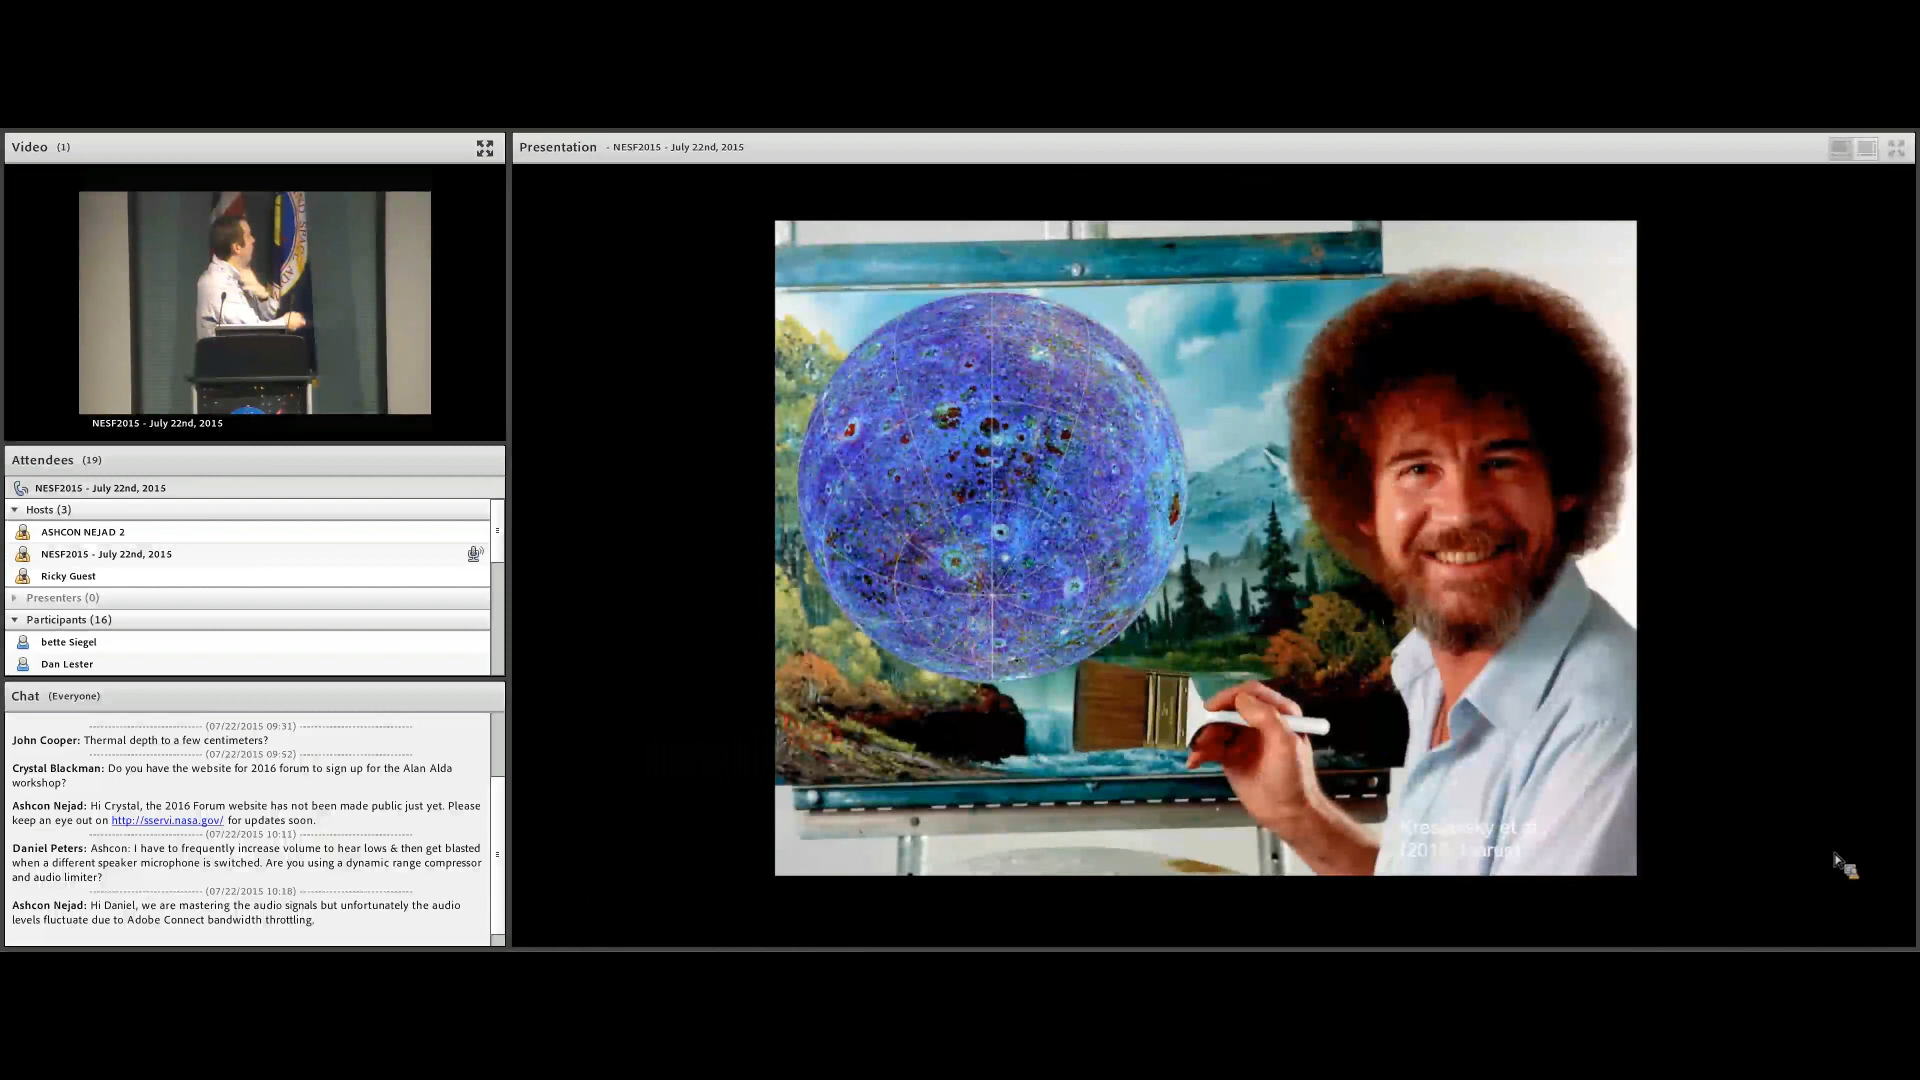 Video (1)
NESF2015 - July 22nd, 2015
Attendees (19)
NESF2015 - July 22nd, 2015
Hosts (3)
ASHCON NEJAD 2
NESF2015 - July 22nd, 2015
Ricky Guest
Presenters (0)
Participants (16)
bette Siegel
Dan Lester
Chat (Everyone)
(07/22/2015 09:31)
John Cooper: Thermal depth to a few centimeters?
(07/22/2015 09:52)
Crystal Blackman: Do you have the website for 2016 forum to sign up for the Alan Alda
workshop?
Ashcon Nejad: Hi Crystal, the 2016 Forum website has not been made public just yet. Please
keep an eye out on http://sservi.nasa.gov/ for updates soon.
(07/22/2015 10:11)
Daniel Peters: Ashcon: I have to frequently increase volume to hear lows & then get blasted
when a different speaker microphone is switched. Are you using a dynamic range compressor
and audio limiter?
(07/22/2015 10:18)
Ashcon Nejad: Hi Daniel, we are mastering the audio signals but unfortunately the audio
levels fluctuate due to Adobe Connect bandwidth throttling.
Presentation - NESF2015 - July 22nd, 2015
SPACE AD
et al.